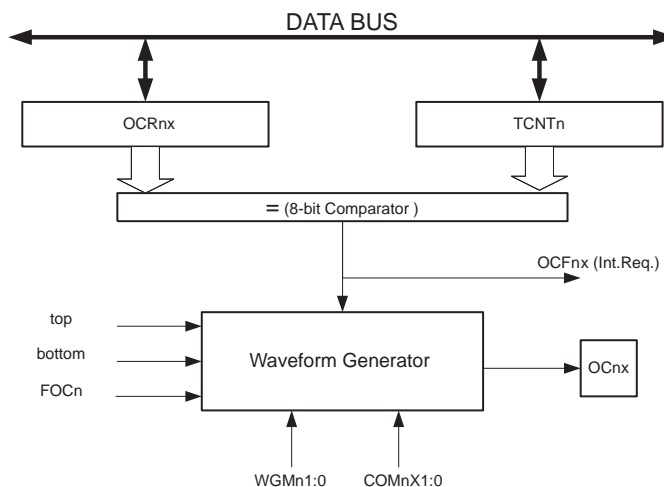 DATA BUS
OCRnx
TCNTn
= (8-bit Comparator )
OCFnx (Int.Req.)
top
bottom
FOCn
Waveform Generator
OCnx
WGMn1:0
COMnX1:0